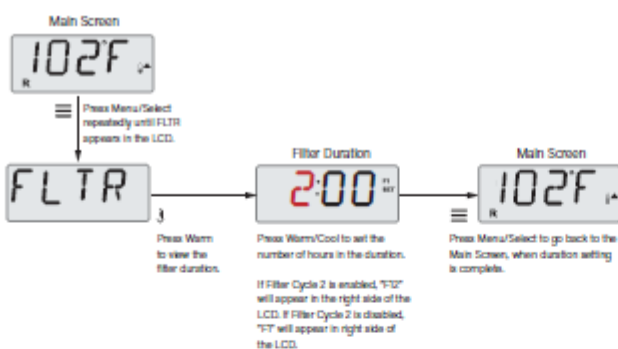 Main Screen
102°F
R
Press Menu/Select
repeatedly until FLTR
appears in the LCD.
FLTR
Press Warm
to view the
filter duration.
Filter Duration
2:00
Press Warm/Cool to set the
number of hours in the duration.
If Filter Cycle 2 is enabled, "F12"
will appear in the right side of the
LCD. If Filter Cycle 2 is disabled,
"F1" will appear in right side of
the LCD.
Main Screen
102°F
R
Press Menu/Select to go back to the
Main Screen, when duration setting
is complete.